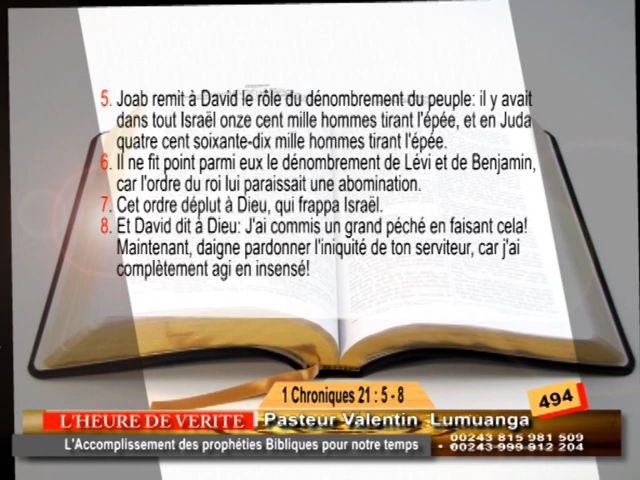 5. Joab remit à David le rôle du dénombrement du peuple: il y avait
dans tout Israël onze cent mille hommes tirant l'épée, et en Juda
quatre cent soixante-dix mille hommes tirant l'épée.
6. Il ne fit point parmi eux le dénombrement de Lévi et de Benjamin,
car l'ordre du roi lui paraissait une abomination.
7. Cet ordre déplut à Dieu, qui frappa Israël.
8. Et David dit à Dieu: J'ai commis un grand péché en faisant cela!
Maintenant, daigne pardonner l'iniquité de ton serviteur, car j'ai
complètement agi en insensé!
1 Chroniques 21 : 5 - 8
494
L'HEURE DE VERITE Pasteur Valentin Lumuanga
L'Accomplissement des prophéties Bibliques pour notre temps
00243 815 981 509
• 00243 999 912 204